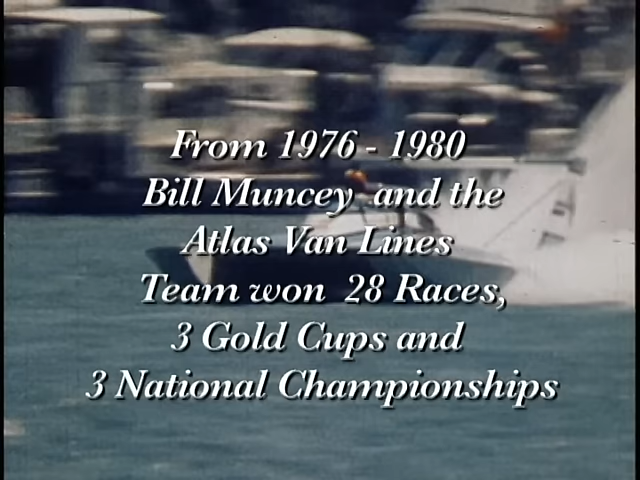 From 1976 - 1980
Bill Muncey and the
Atlas Van Lines
Team won 28 Races,
3 Gold Cups and
3 National Championships